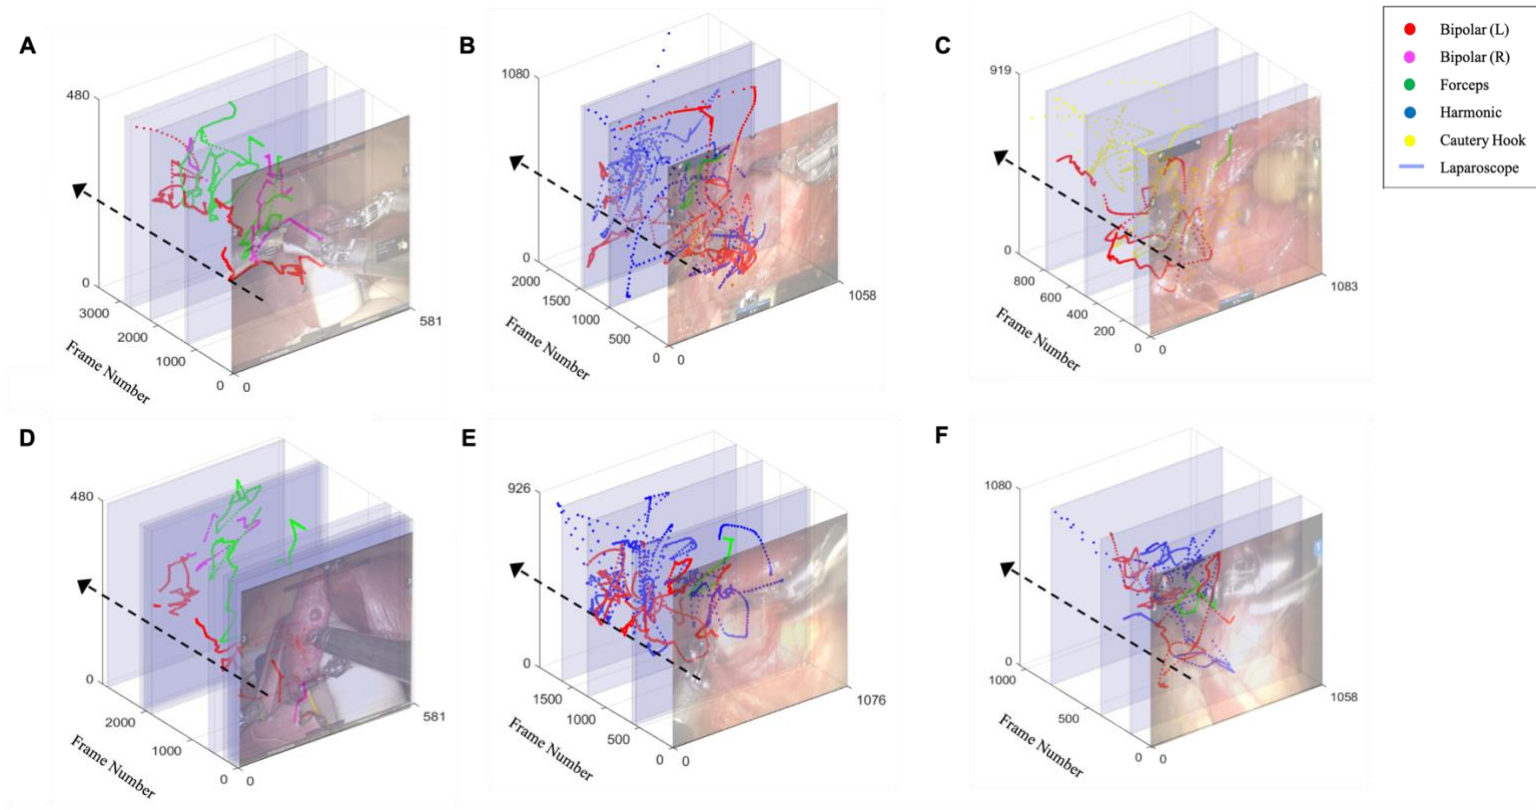 A
480
0
3000
2000
1000
0
0
581
Frame Number
B
1080
0
2000
1500
1000
500
0
0
1058
Frame Number
C
919
0
800
600
400
200
0
0
1083
Frame Number
Bipolar (L)
Bipolar (R)
Forceps
Harmonic
Cautery Hook
Laparoscope
D
480
0
2000
1000
0
0
581
Frame Number
E
926
0
1500
1000
500
0
0
1076
Frame Number
F
1080
0
1000
500
0
0
1058
Frame Number